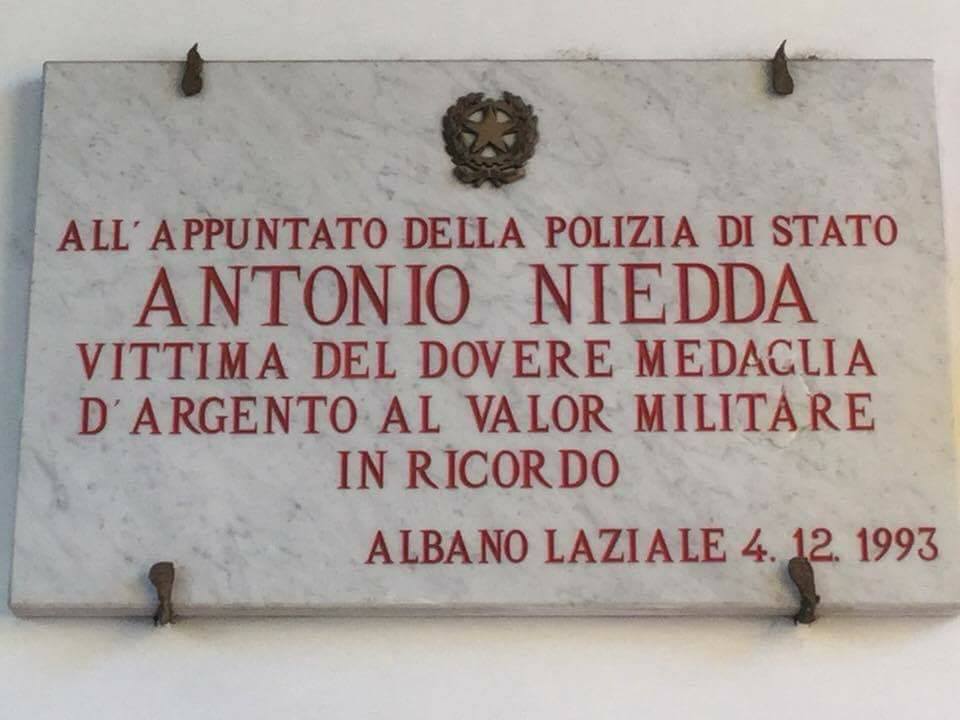 ALL'APPUNTATO DELLA POLIZIA DI STATO
ANTONIO NIEDDA
VITTIMA DEL DOVERE MEDAGLIA
D'ARGENTO AL VALOR MILITARE
IN RICORDO
ALBANO LAZIALE 4. 12. 1993